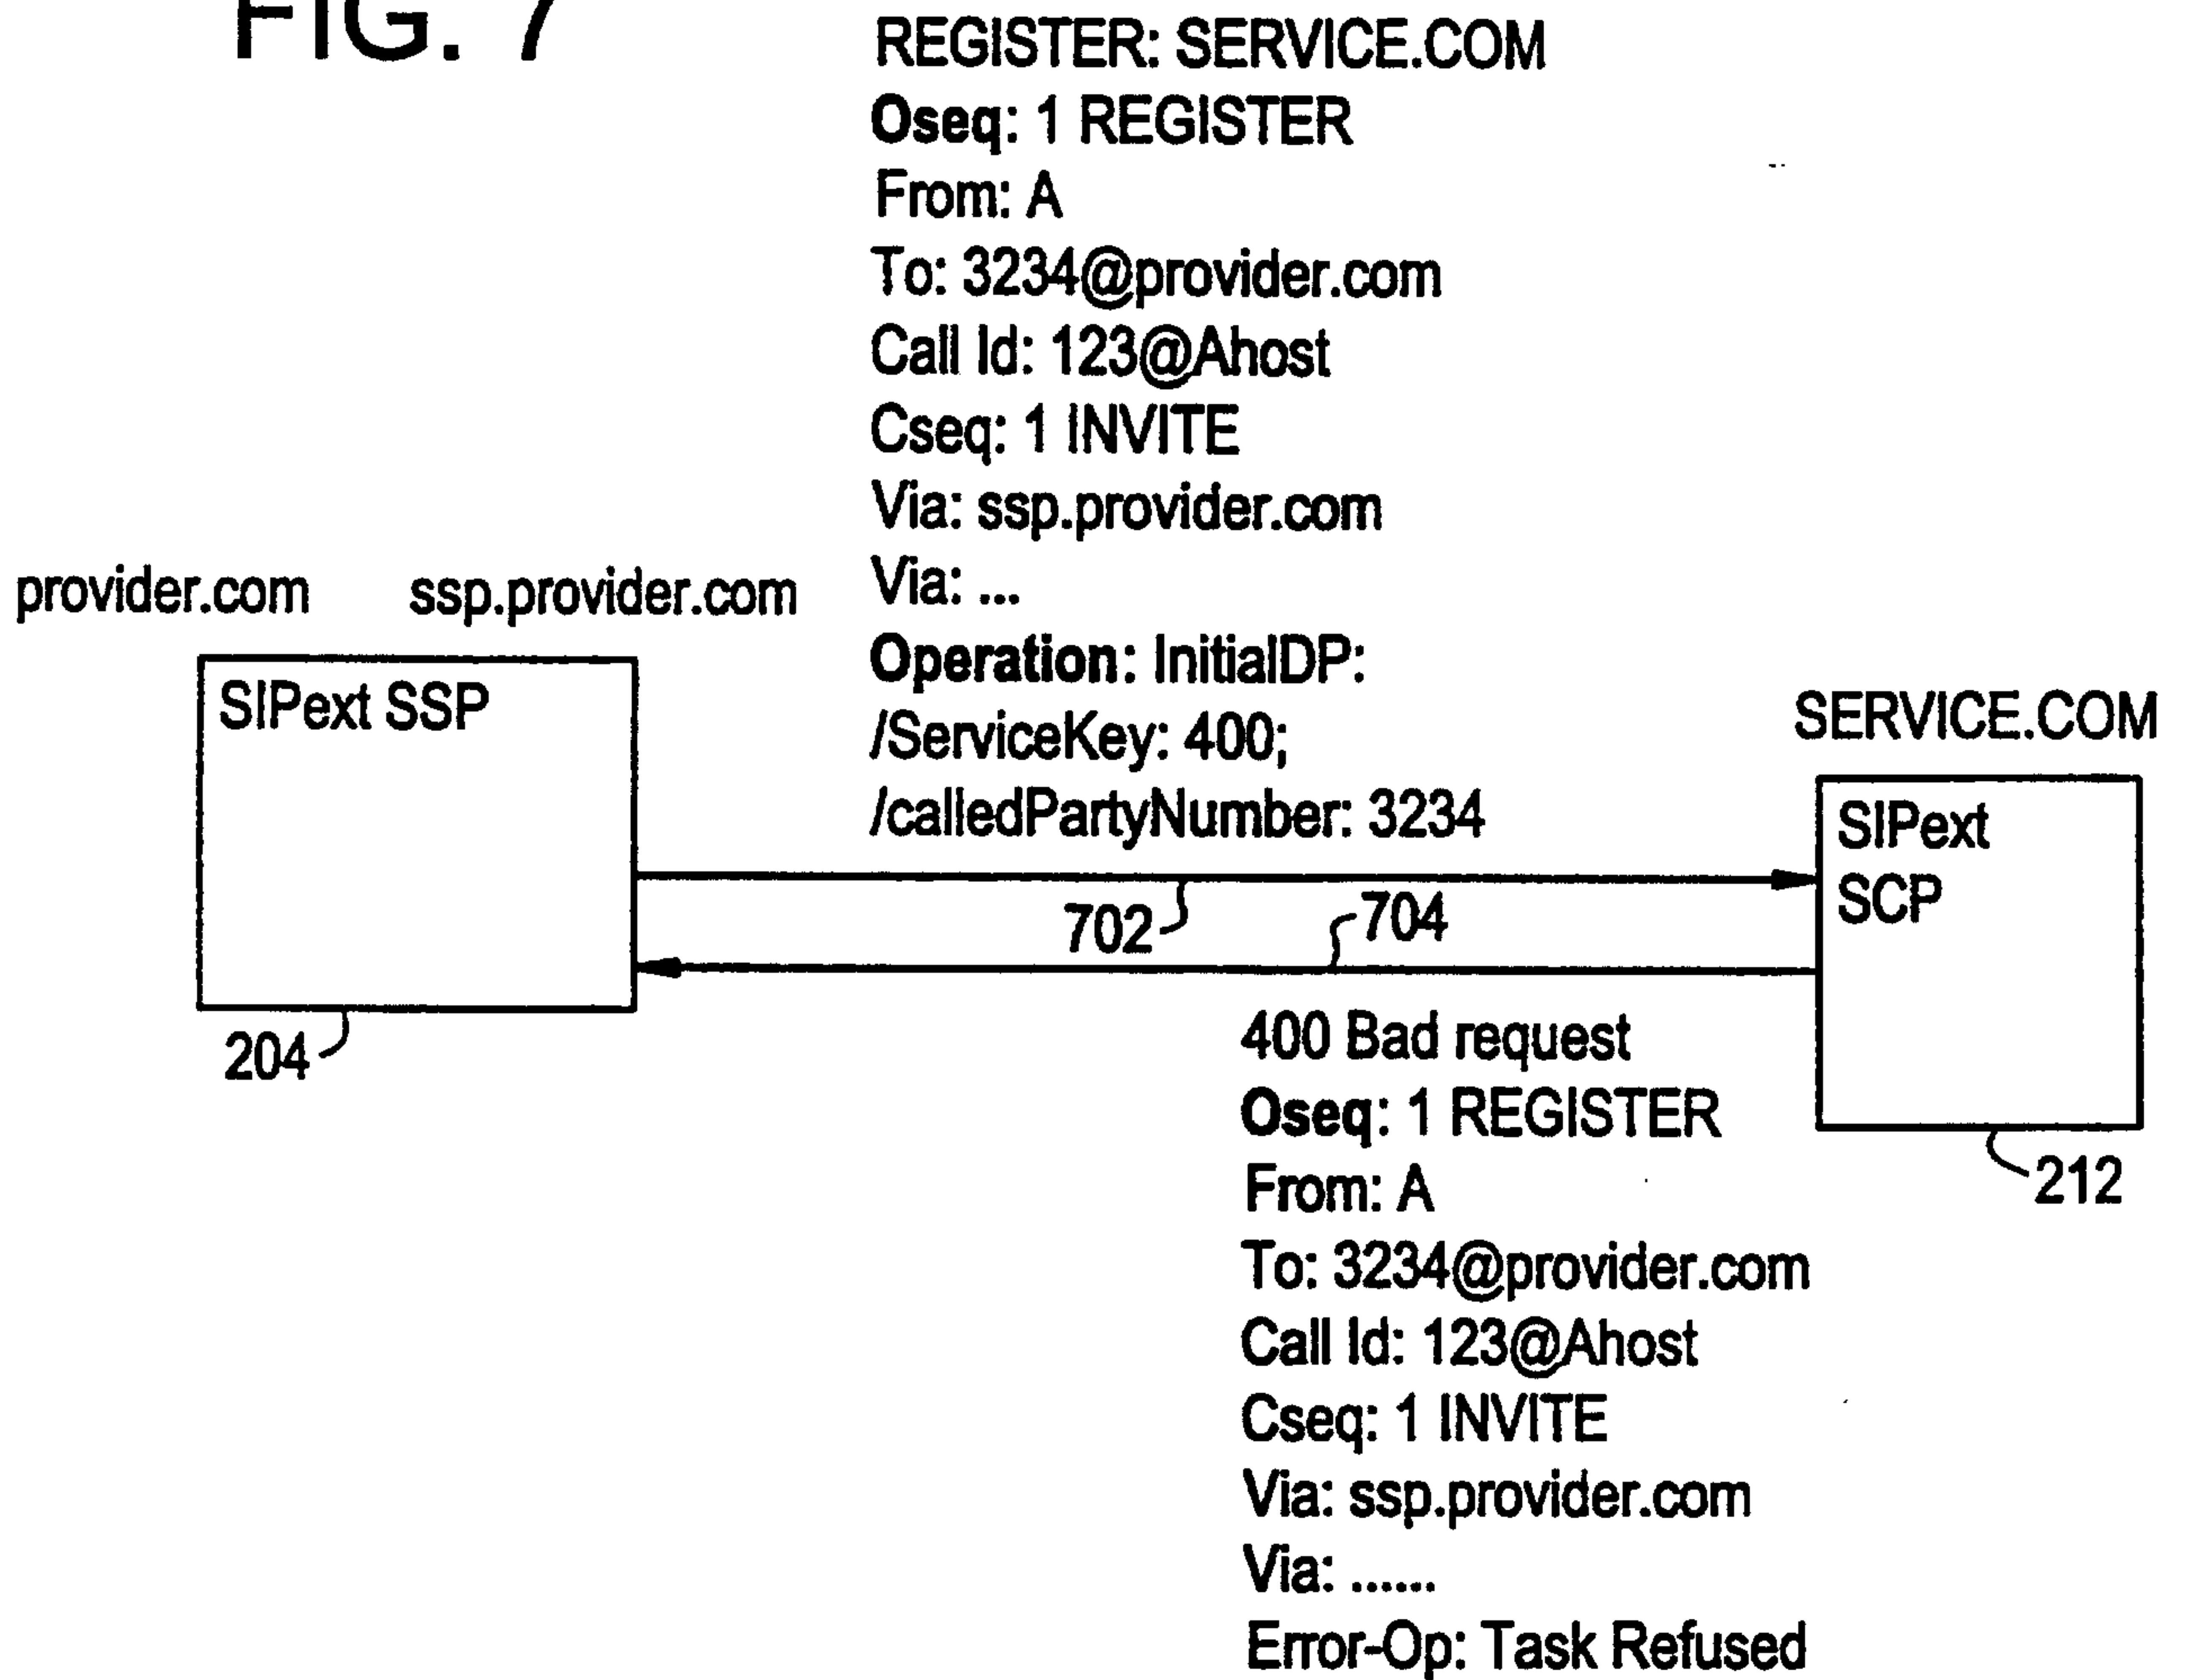 FIG. 7
REGISTER: SERVICE.COM
Oseq: 1 REGISTER
From: A
To: 3234@provider.com
Call Id: 123@Ahost
Cseq: 1 INVITE
Via: ssp.provider.com
Via: ...
Operation: InitialDP:
/ServiceKey: 400;
/calledPartyNumber: 3234
provider.com
ssp.provider.com
SIPext SSP
204
SERVICE.COM
SIPext
SCP
212
702
704
400 Bad request
Oseq: 1 REGISTER
From: A
To: 3234@provider.com
Call Id: 123@Ahost
Cseq: 1 INVITE
Via: ssp.provider.com
Via: ......
Error-Op: Task Refused